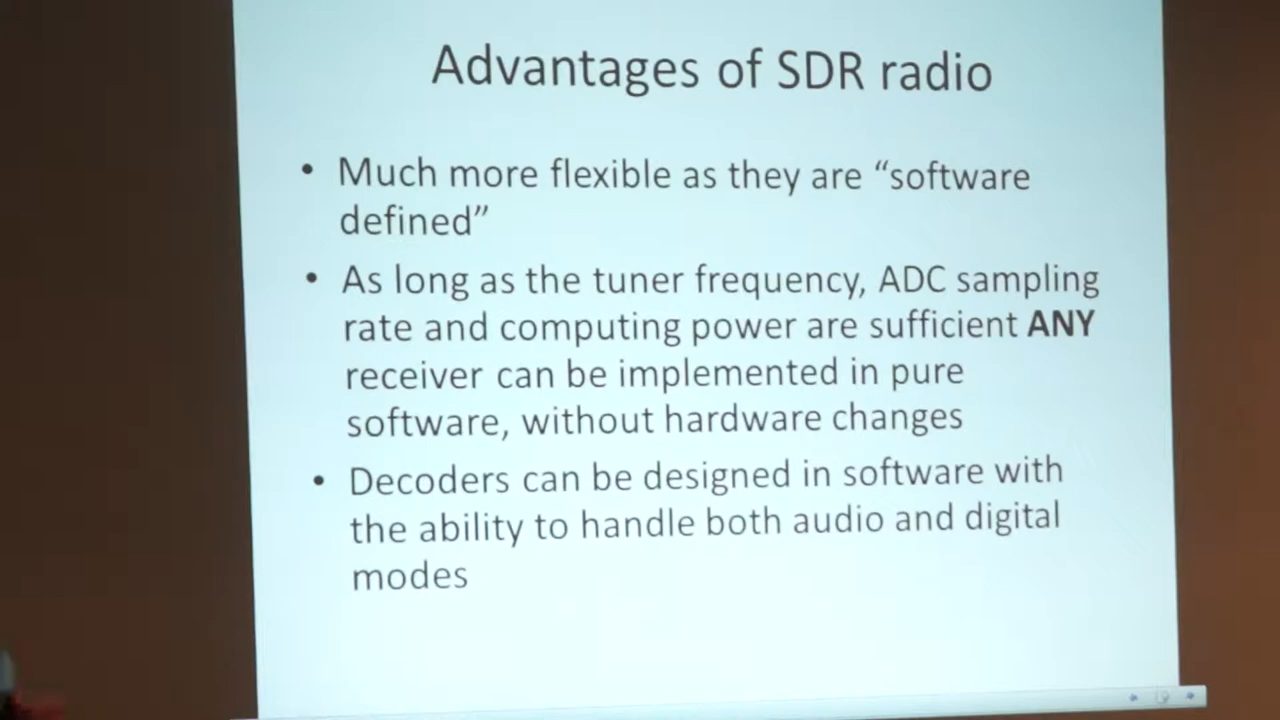 Advantages of SDR radio
• Much more flexible as they are “software
defined”
• As long as the tuner frequency, ADC sampling
rate and computing power are sufficient ANY
receiver can be implemented in pure
software, without hardware changes
• Decoders can be designed in software with
the ability to handle both audio and digital
modes